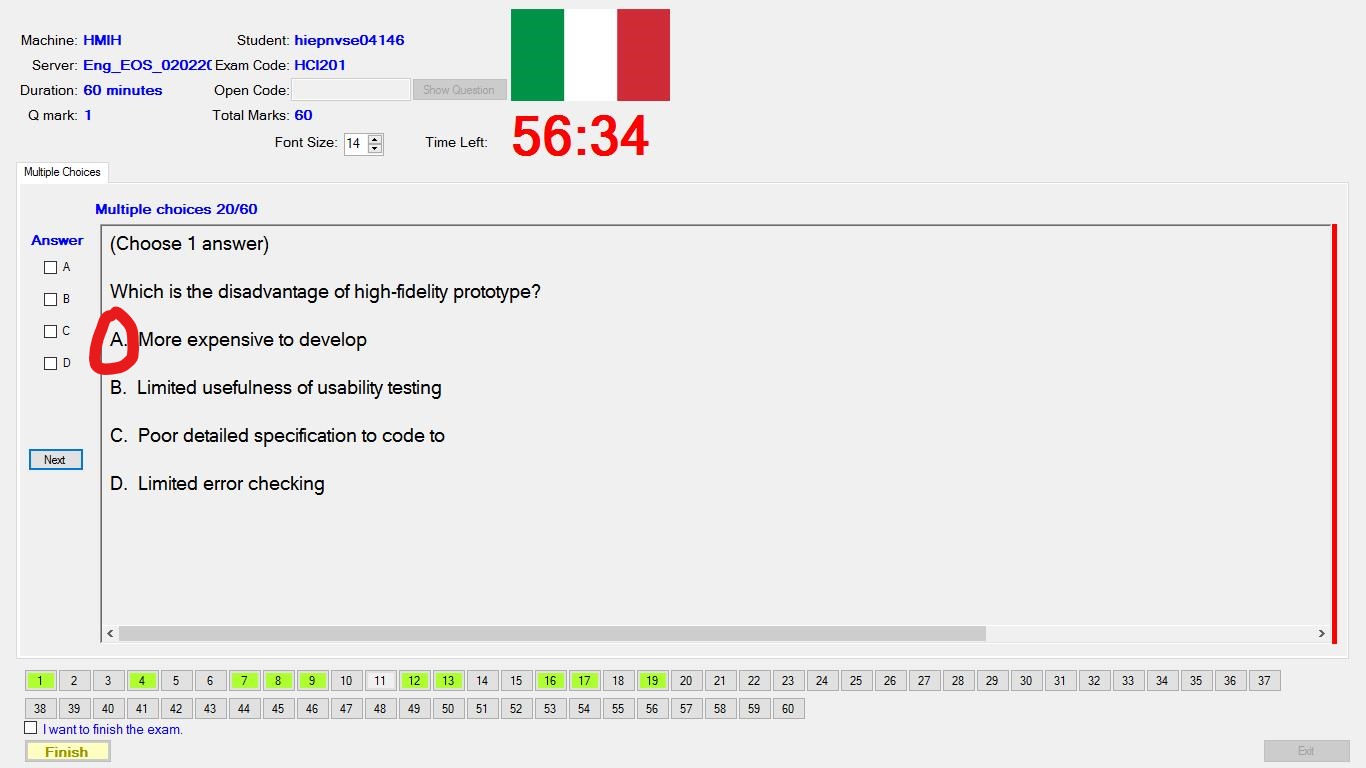 Machine: HMIH Student: hiepnvse04146
Server: Eng_EOS_020220 Exam Code: HCI201
Duration: 60 minutes Open Code: Show Question
Q mark: 1 Total Marks: 60
Font Size: 14 Time Left: 56:34
Multiple Choices
Multiple choices 20/60
Answer
A
B
C
D
Next
(Choose 1 answer)
Which is the disadvantage of high-fidelity prototype?
A. More expensive to develop
B. Limited usefulness of usability testing
C. Poor detailed specification to code to
D. Limited error checking
1 2 3 4 5 6 7 8 9 10 11 12 13 14 15 16 17 18 19 20 21 22 23 24 25 26 27 28 29 30 31 32 33 34 35 36 37
38 39 40 41 42 43 44 45 46 47 48 49 50 51 52 53 54 55 56 57 58 59 60
I want to finish the exam.
Finish Exit